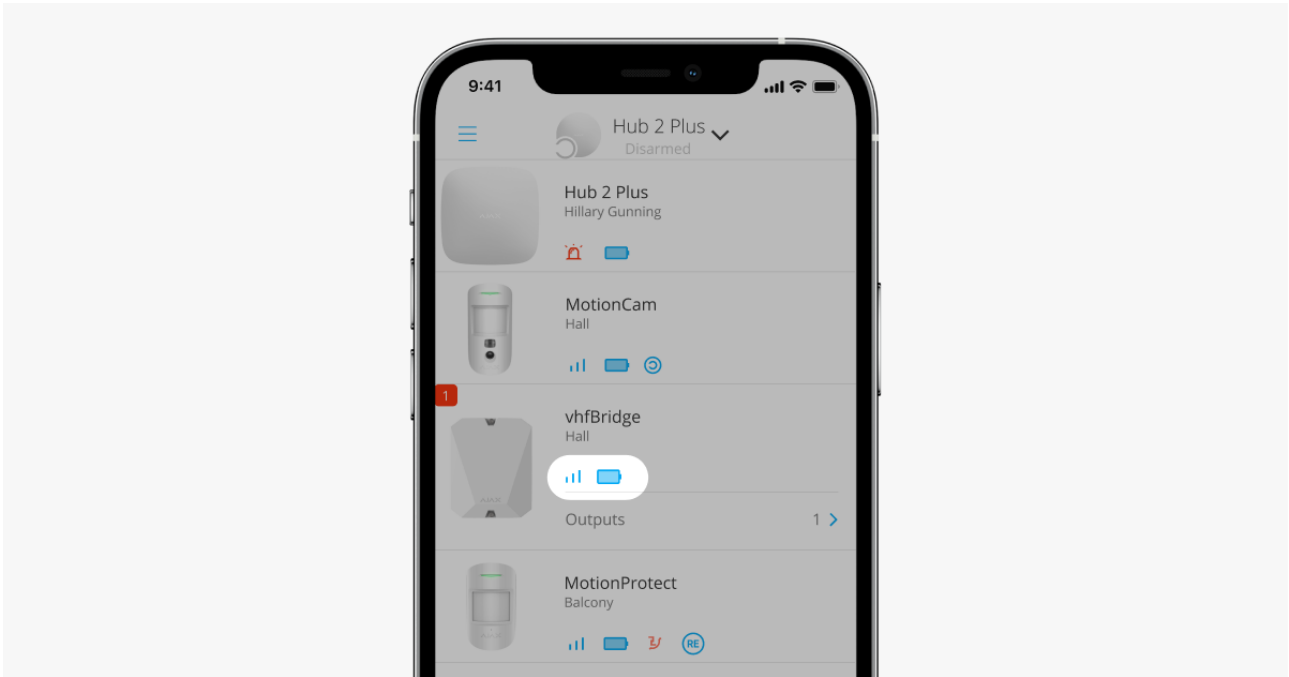 9:41
Hub 2 Plus
Disarmed
Hub 2 Plus
Hillary Gunning
MotionCam
Hall
1
vhfBridge
Hall
AJAX
Outputs 1
MotionProtect
Balcony
RE